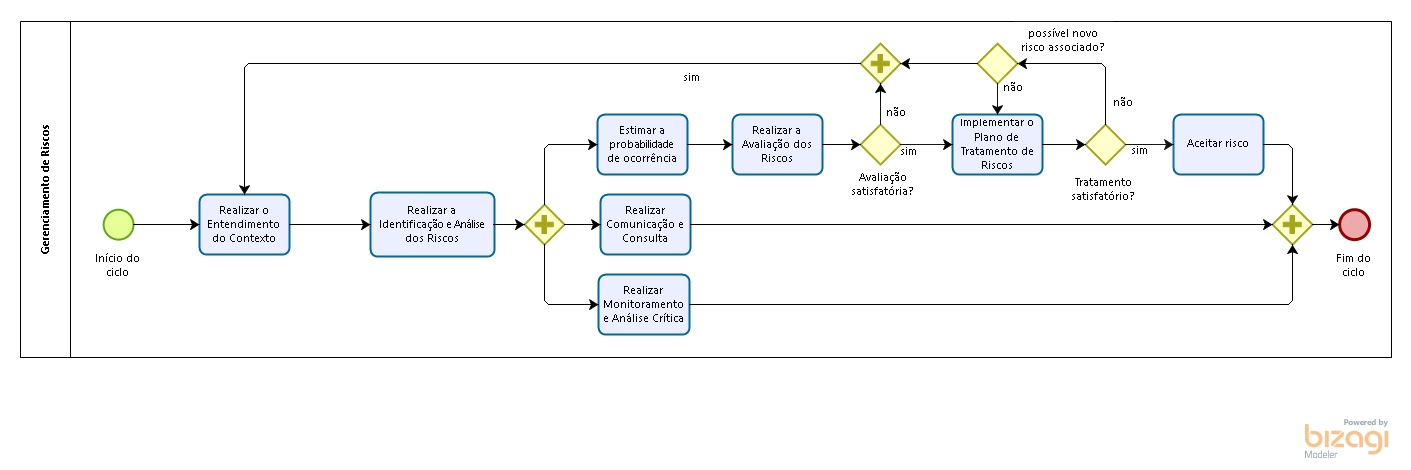 Gerenciamento de Riscos
Início do
ciclo
Realizar o
Entendimento
do Contexto
Realizar a
Identificação e Análise
dos Riscos
sim
Estimar a
probabilidade
de ocorrência
Realizar a
Avaliação dos
Riscos
não
sim
Avaliação
satisfatória?
possível novo
risco associado?
não
Implementar o
Plano de
Tratamento de
Riscos
não
sim
Tratamento
satisfatório?
Aceitar risco
Realizar
Comunicação e
Consulta
Realizar
Monitoramento
e Análise Crítica
Fim do
ciclo
Powered by
bizagi
Modeler